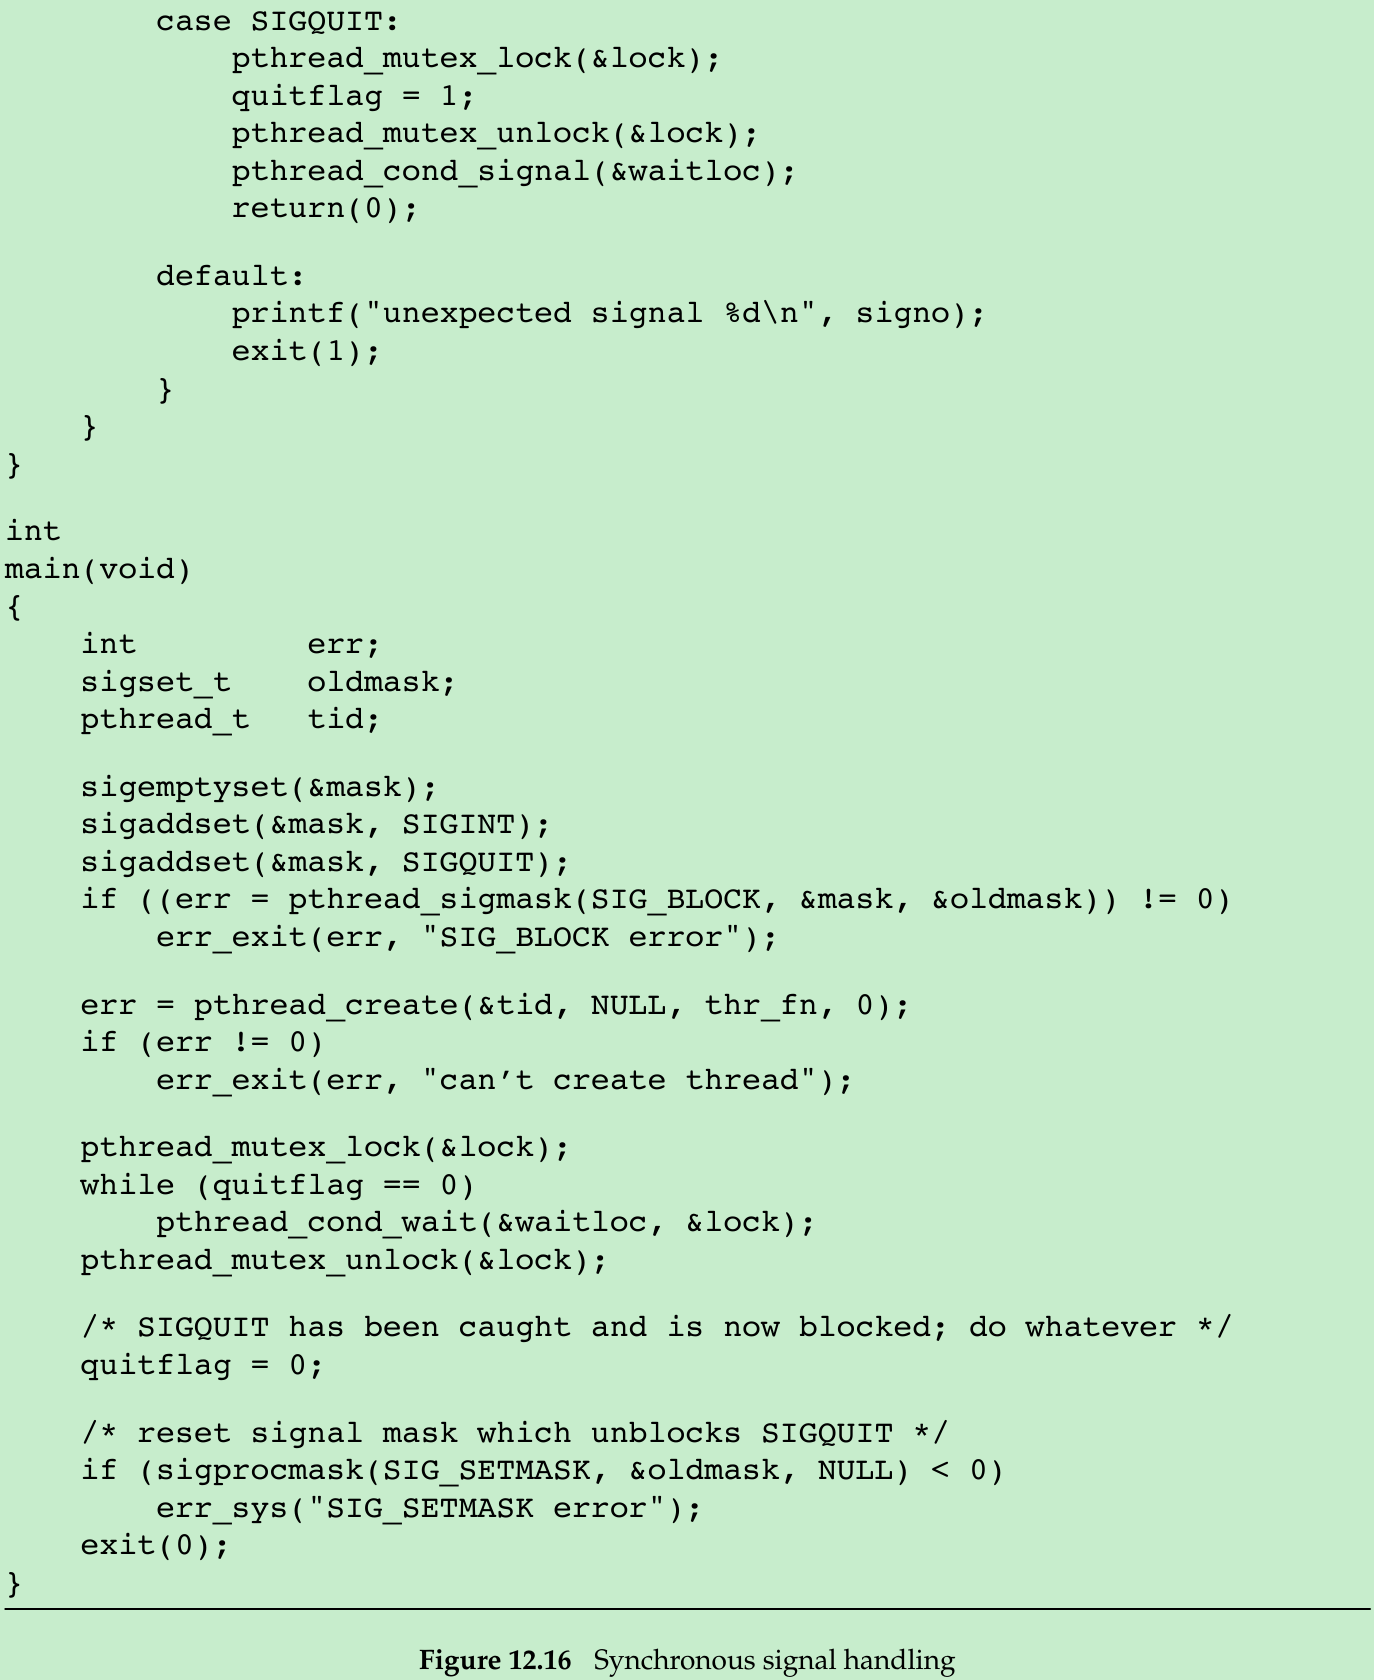 case SIGQUIT:
            pthread_mutex_lock(&lock);
            quitflag = 1;
            pthread_mutex_unlock(&lock);
            pthread_cond_signal(&waitloc);
            return(0);

        default:
            printf("unexpected signal %d\n", signo);
            exit(1);
        }
    }
}

int
main(void)
{
    int         err;
    sigset_t    oldmask;
    pthread_t   tid;

    sigemptyset(&mask);
    sigaddset(&mask, SIGINT);
    sigaddset(&mask, SIGQUIT);
    if ((err = pthread_sigmask(SIG_BLOCK, &mask, &oldmask)) != 0)
        err_exit(err, "SIG_BLOCK error");

    err = pthread_create(&tid, NULL, thr_fn, 0);
    if (err != 0)
        err_exit(err, "can’t create thread");

    pthread_mutex_lock(&lock);
    while (quitflag == 0)
        pthread_cond_wait(&waitloc, &lock);
    pthread_mutex_unlock(&lock);

    /* SIGQUIT has been caught and is now blocked; do whatever */
    quitflag = 0;

    /* reset signal mask which unblocks SIGQUIT */
    if (sigprocmask(SIG_SETMASK, &oldmask, NULL) < 0)
        err_sys("SIG_SETMASK error");
    exit(0);
}
Figure 12.16 Synchronous signal handling